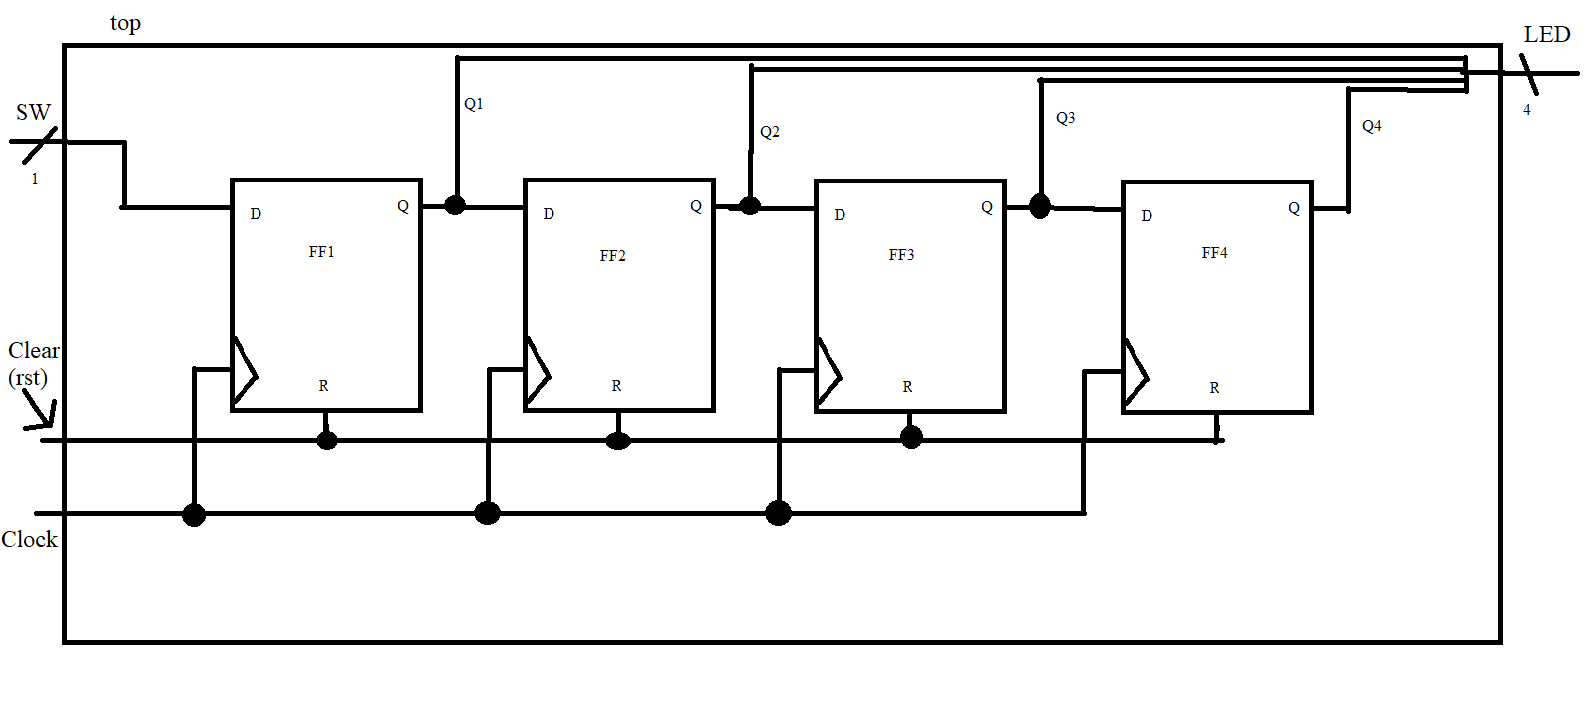 top
LED
SW
1
4
Q1
Q2
Q3
Q4
D
Q
D
Q
D
Q
D
Q
FF1
FF2
FF3
FF4
Clear
(rst)
R
R
R
R
Clock